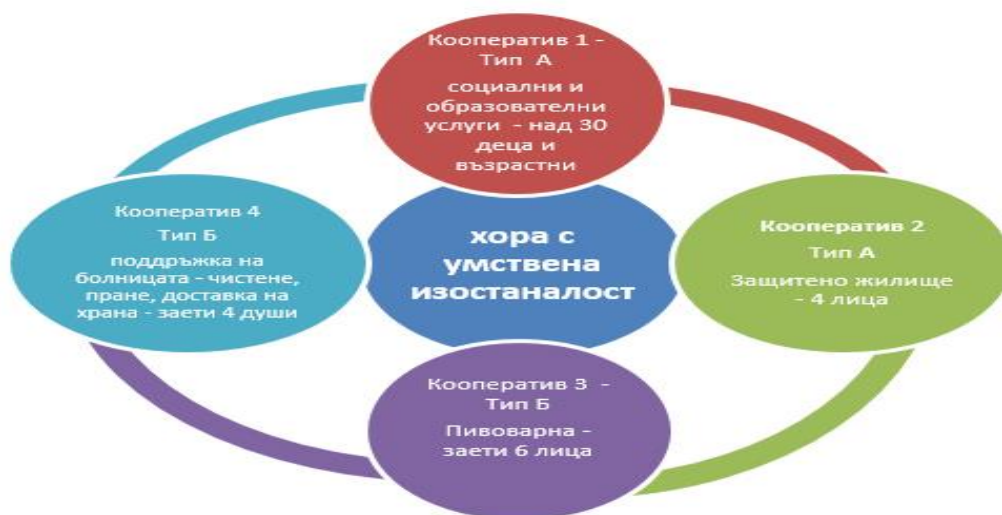 Кооператив 1 -
Тип А
социални и
образователни
услуги - над 30
деца и
възрастни
Кооператив 2
Тип А
Защитено жилище
- 4 лица
Кооператив 3 -
Тип Б
Пивоварна -
заети 6 лица
Кооператив 4
Тип Б
поддръжка на
болницата - чистене,
пране, доставка на
храна - заети 4 души
хора с
умствена
изостаналост